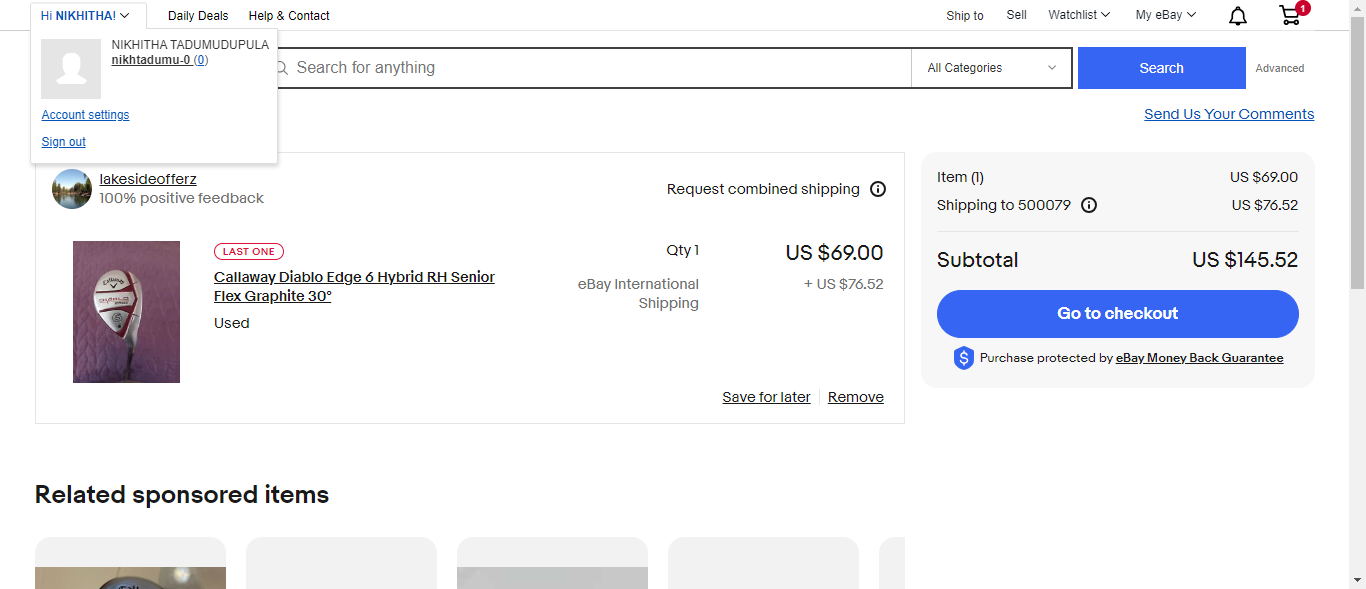 Hi NIKHITHA!
Daily Deals
Help & Contact
Ship to
Sell
Watchlist
My eBay
1
NIKHITHA TADUMUDUPULA
nikhtadumu-0 (0)
Account settings
Sign out
Search for anything
All Categories
Search
Advanced
Send Us Your Comments
lakesideofferz
100% positive feedback
Request combined shipping
LAST ONE
Callaway Diablo Edge 6 Hybrid RH Senior
Flex Graphite 30°
Used
Qty 1
US $69.00
eBay International
Shipping
+ US $76.52
Save for later
Remove
Item (1)
US $69.00
Shipping to 500079
US $76.52
Subtotal
US $145.52
Go to checkout
Purchase protected by eBay Money Back Guarantee
Related sponsored items